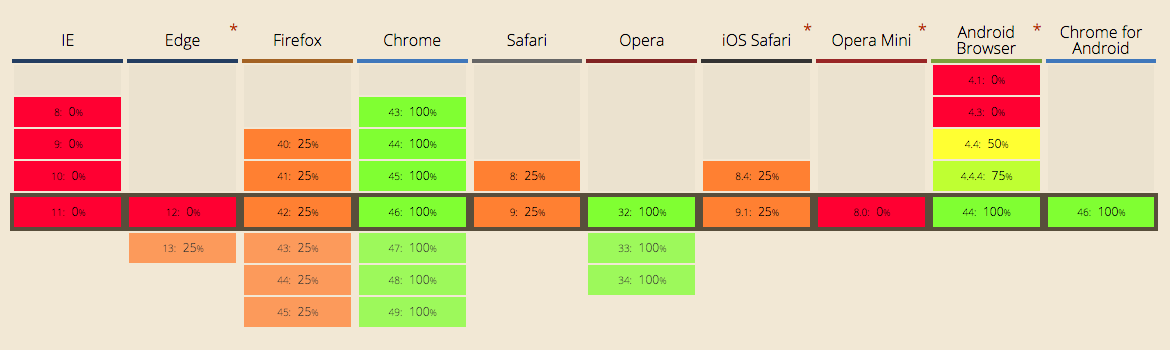 IE Edge * Firefox Chrome Safari Opera iOS Safari * Opera Mini * Android Browser * Chrome for Android
4.1: 0%
8: 0% 43: 100% 4.3: 0%
9: 0% 40: 25% 44: 100% 4.4: 50%
10: 0% 41: 25% 45: 100% 8: 25% 8.4: 25% 4.4.4: 75%
11: 0% 12: 0% 42: 25% 46: 100% 9: 25% 32: 100% 9.1: 25% 8.0: 0% 44: 100% 46: 100%
13: 25% 43: 25% 47: 100% 33: 100%
44: 25% 48: 100% 34: 100%
45: 25% 49: 100%